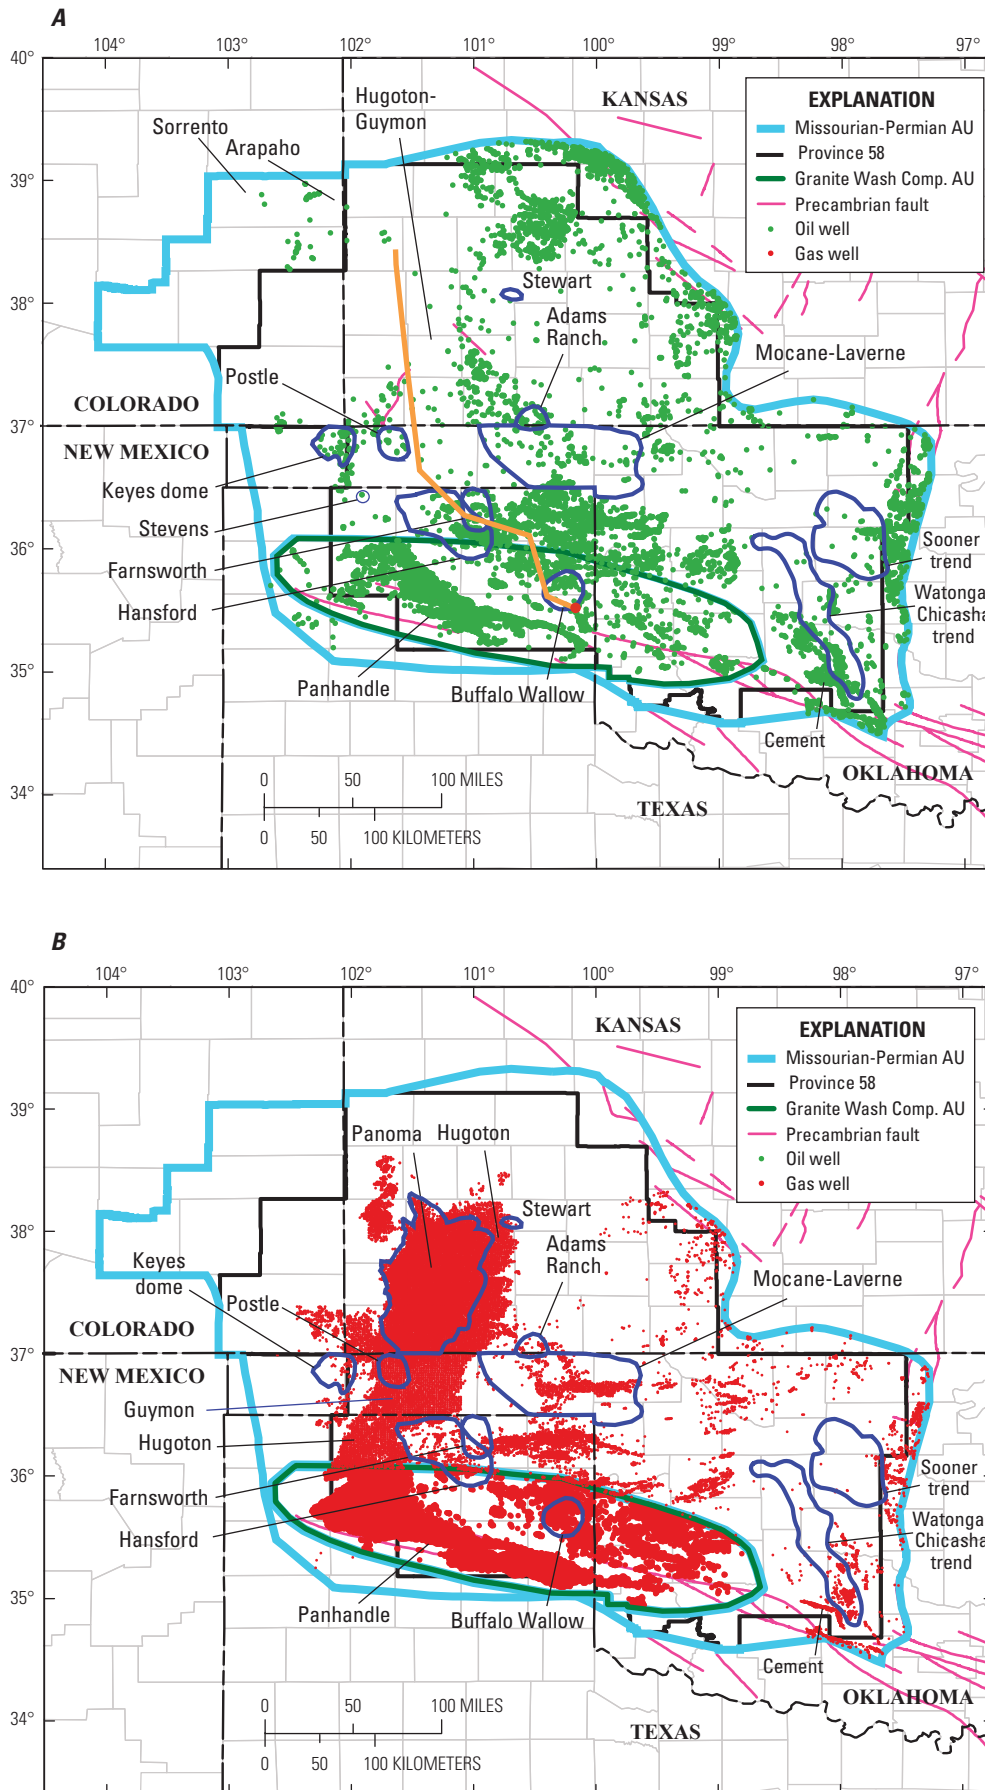 A
104° 103° 102° 101° 100° 99° 98° 97°
40°
39°
38°
37°
36°
35°
34°
Hugoton-
Guymon
KANSAS
Sorrento
Arapaho
EXPLANATION
Missourian-Permian AU
Province 58
Granite Wash Comp. AU
Precambrian fault
Oil well
Gas well
Stewart
Adams
Ranch
Mocane-Laverne
Postle
COLORADO
NEW MEXICO
Keyes dome
Stevens
Farnsworth
Hansford
Sooner
trend
Watonga
Chicasha
trend
Panhandle
Buffalo Wallow
Cement
OKLAHOMA
TEXAS
0 50 100 MILES
0 50 100 KILOMETERS
B
104° 103° 102° 101° 100° 99° 98° 97°
40°
39°
38°
37°
36°
35°
34°
KANSAS
EXPLANATION
Missourian-Permian AU
Province 58
Granite Wash Comp. AU
Precambrian fault
Oil well
Gas well
Panoma Hugoton
Stewart
Adams
Ranch
Keyes
dome
Postle
Mocane-Laverne
COLORADO
NEW MEXICO
Guymon
Hugoton
Farnsworth
Hansford
Sooner
trend
Watonga
Chicasha
trend
Panhandle
Buffalo Wallow
Cement
OKLAHOMA
TEXAS
0 50 100 MILES
0 50 100 KILOMETERS